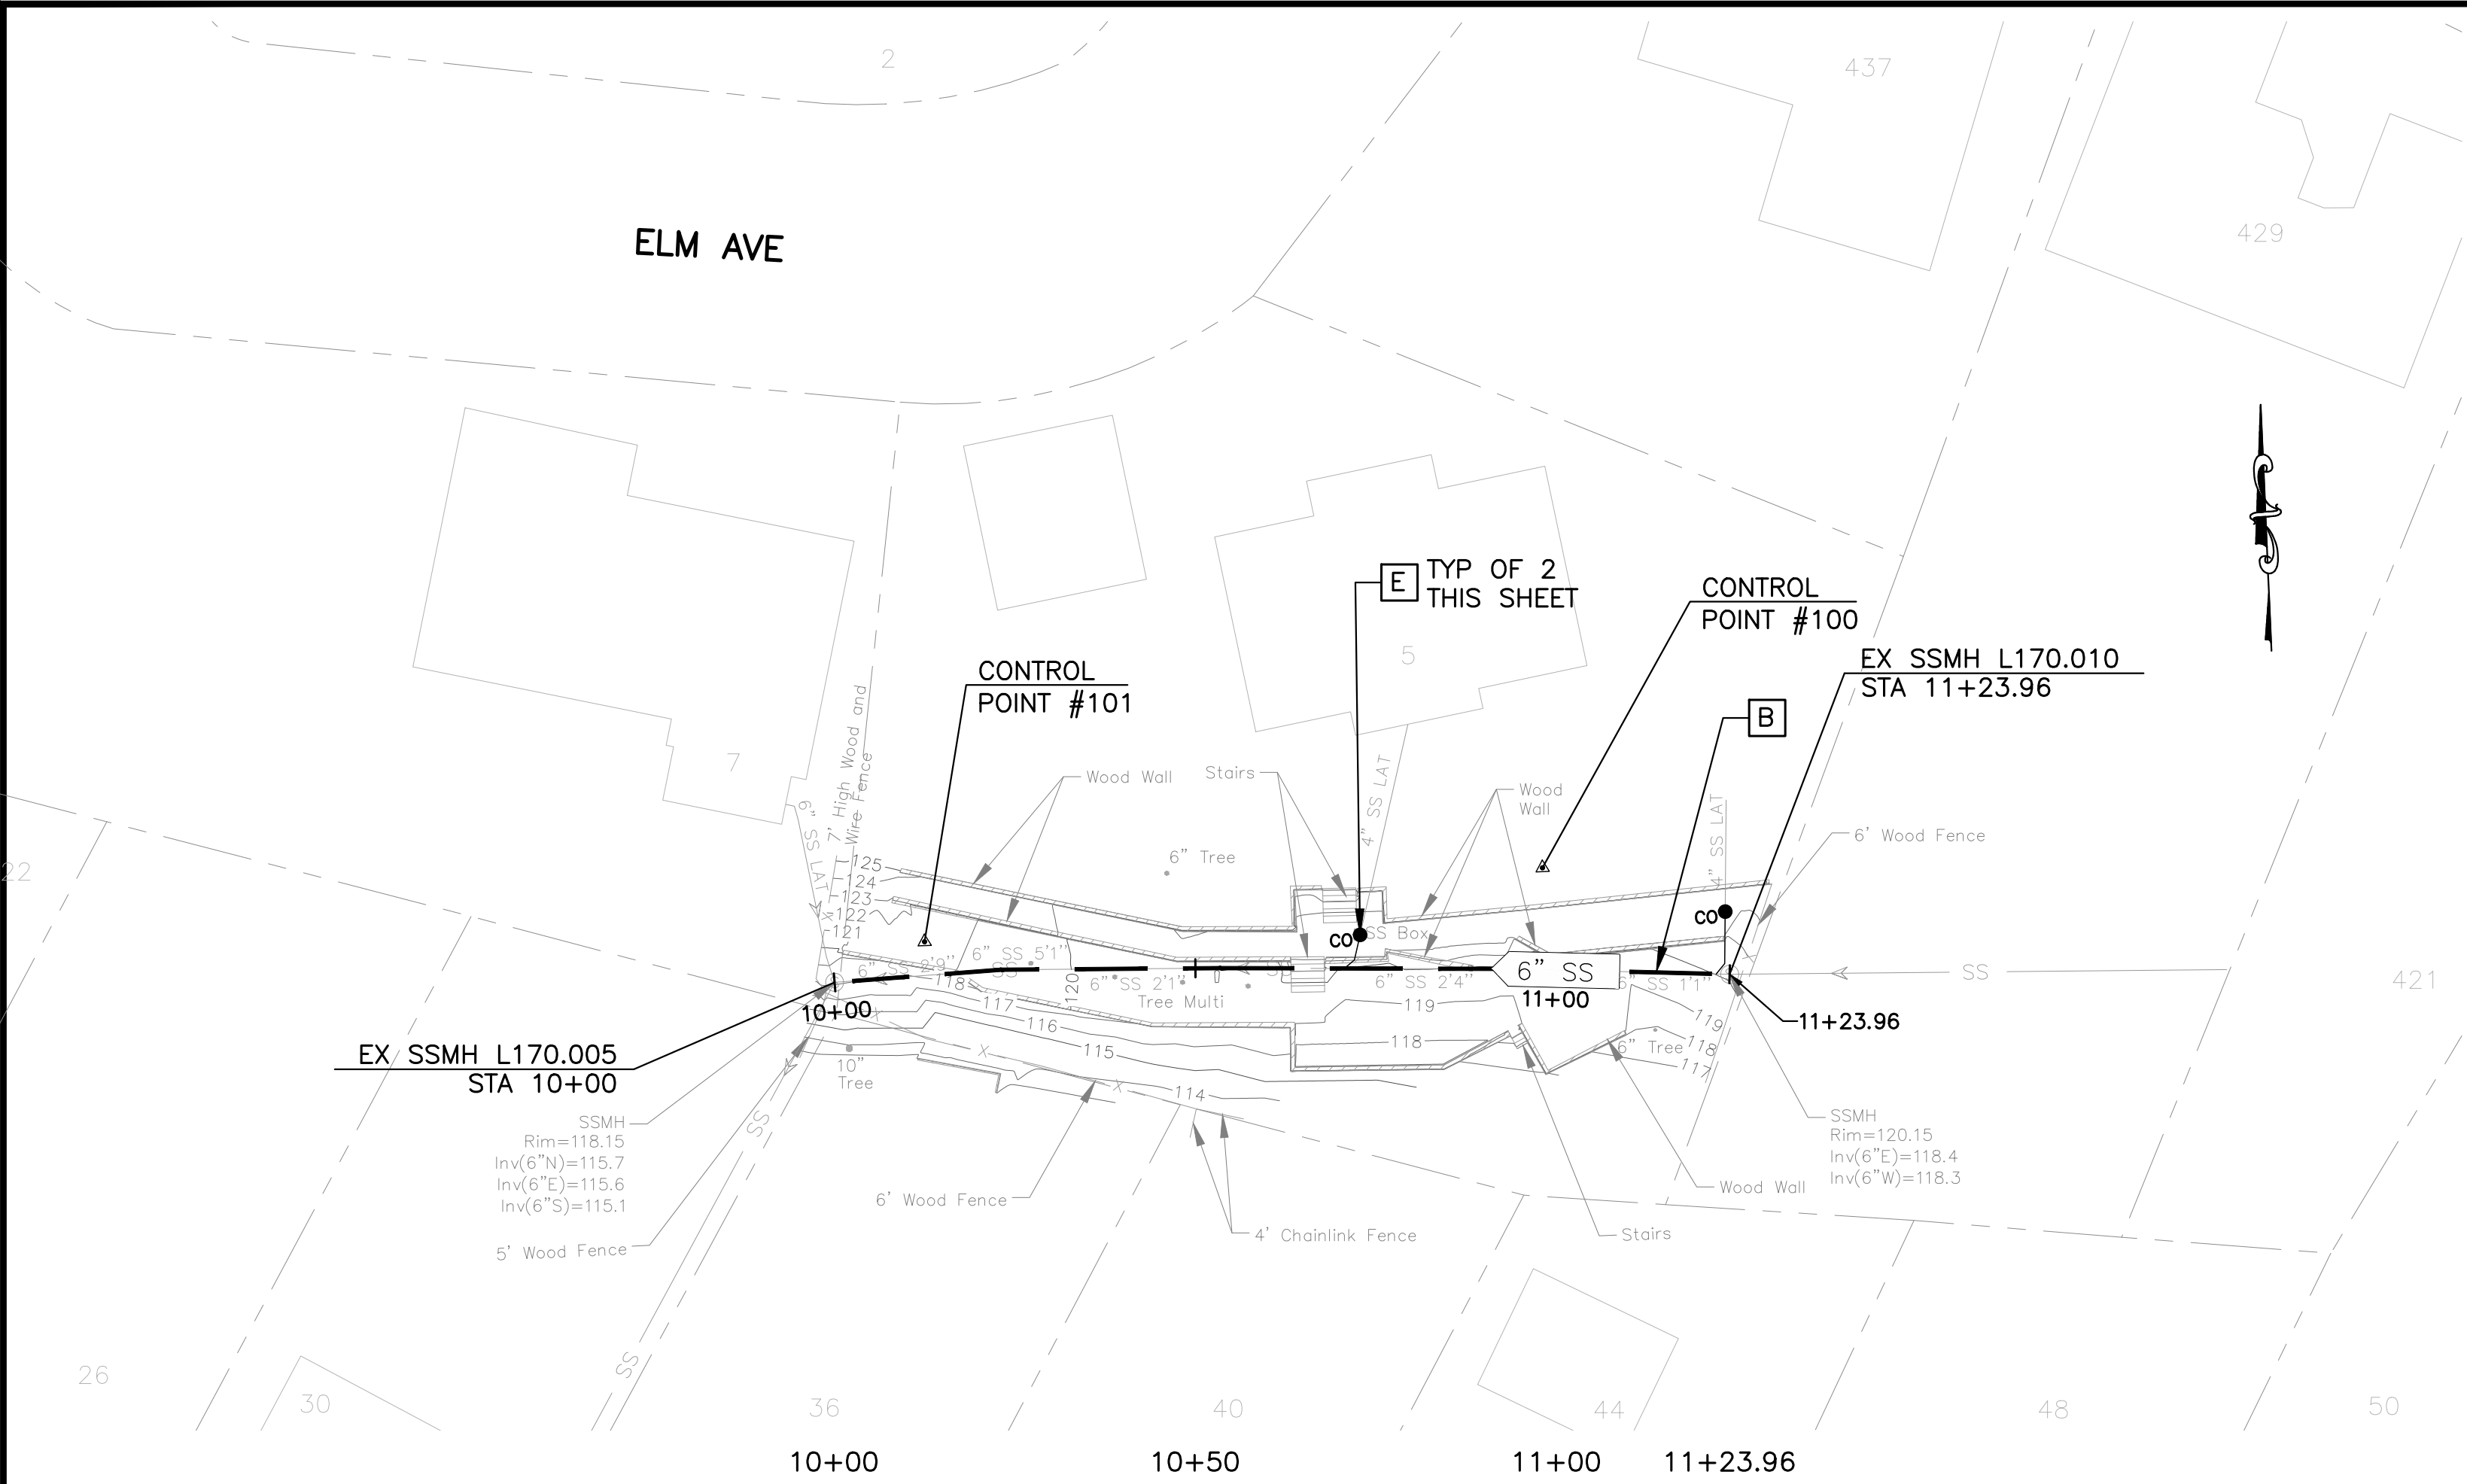 2
437
429
ELM AVE
E
TYP OF 2
THIS SHEET
CONTROL
POINT #100
5
EX SSMH L170.010
STA 11+23.96
CONTROL
POINT #101
B
7
7' High Wood and
Wire Fence
6" SS LAT
Wood Wall
Stairs
4" SS LAT
Wood
Wall
4" SS LAT
6' Wood Fence
6" Tree
22
125
124
123
122
121
CO
SS Box
CO
6" SS 2'9"
SS
6" SS 5'1"
118
120
6" SS 2'1"
Tree Multi
6" SS 2'4"
6" SS
6" SS 1'1"
SS
421
10+00
117
116
115
119
11+00
118
119
118
117
11+23.96
X
X
X
X
X
EX SSMH L170.005
STA 10+00
10"
Tree
6" Tree
114
SSMH
Rim=118.15
Inv(6"N)=115.7
Inv(6"E)=115.6
Inv(6"S)=115.1
SS
SSMH
Rim=120.15
Inv(6"E)=118.4
Inv(6"W)=118.3
6' Wood Fence
Wood Wall
5' Wood Fence
4' Chainlink Fence
Stairs
SS
26
30
36
40
44
48
50
10+00
10+50
11+00
11+23.96